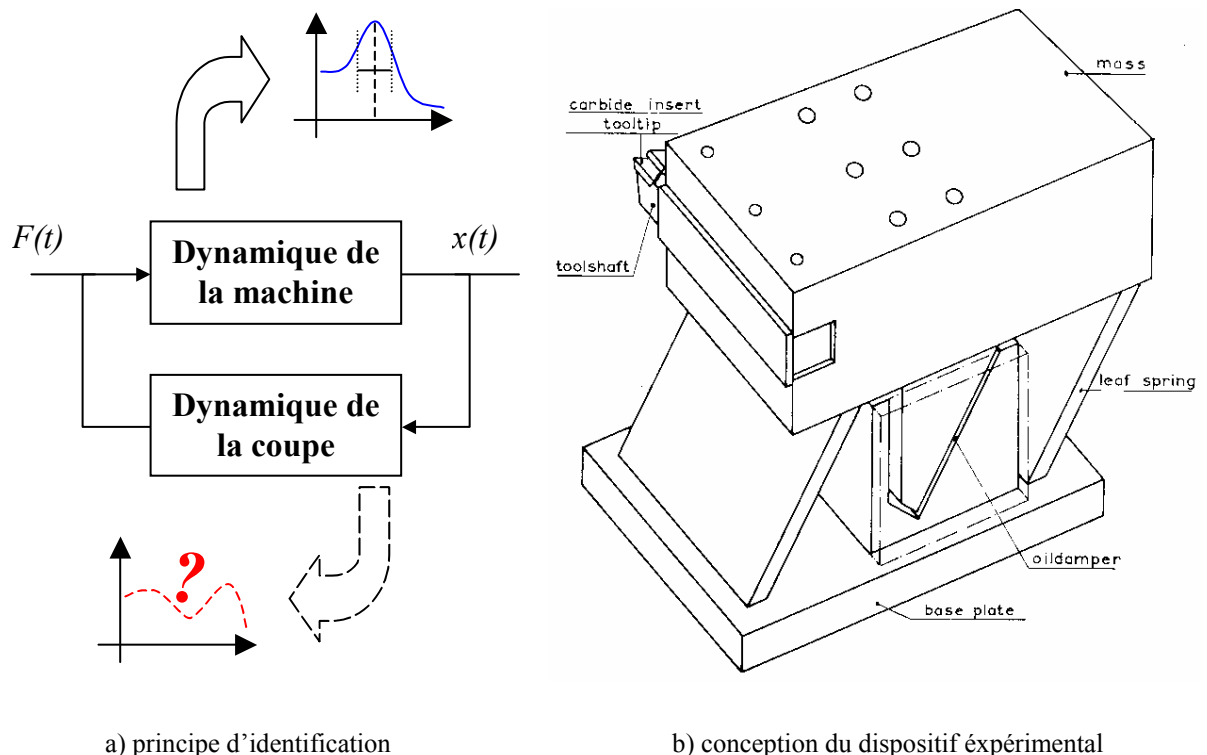 F(t)
Dynamique de
la machine
x(t)
Dynamique de
la coupe
?
a) principe d'identification
mass
carbide insert
tooltip
toolshaft
leaf spring
oildamper
base plate
b) conception du dispositif éxpérimental